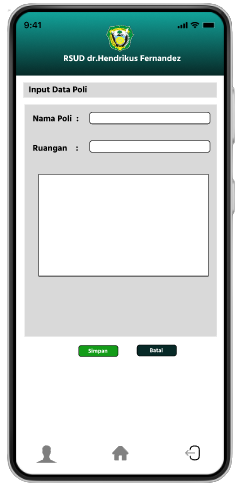 9:41
RSUD dr.Hendrikus Fernandez
Input Data Poli
Nama Poli :
Ruangan :
Simpan
Batal